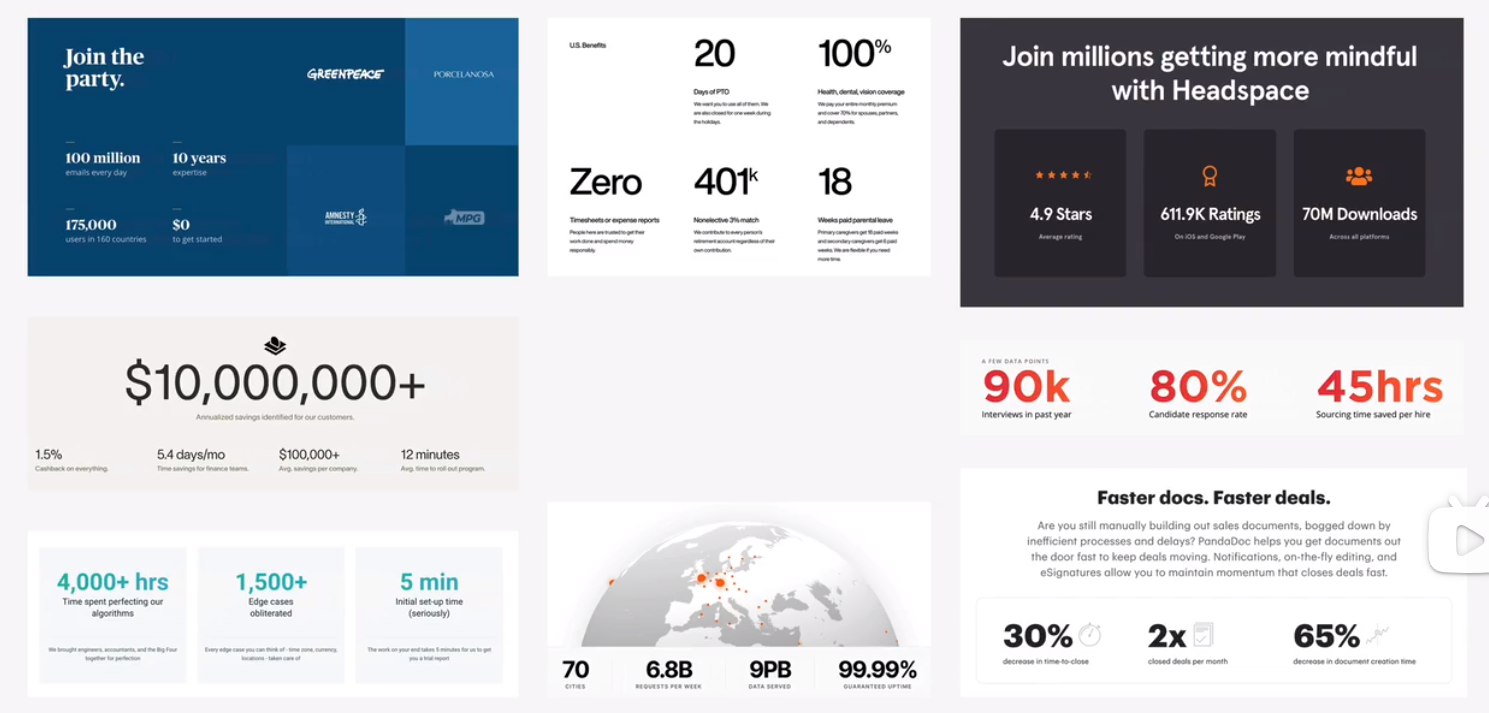 Join the
party.
GREENPEACE
PORCELANOSA
100 million
emails every day
10 years
expertise
175,000
users in 160 countries
$0
to get started
AMNESTY
INTERNATIONAL
MPG
U.S. Benefits
20
Days of PTO
We want you to use all of them. We
are also closed for one week during
the holidays.
100%
Health, dental, vision coverage
We pay your entire monthly premium
and cover 70% for spouses, partners,
and dependents.
Zero
Timesheets or expense reports
People here are trusted to get their
work done and spend money
responsibly.
401k
Nonelective 3% match
We contribute to every person's
retirement account regardless of their
own contribution.
18
Weeks paid parental leave
Primary caregivers get 18 paid weeks
and secondary caregivers get 8 paid
weeks. We are flexible if you need
more time.
Join millions getting more mindful
with Headspace
4.9 Stars
Average rating
611.9K Ratings
On iOS and Google Play
70M Downloads
Across all platforms
$10,000,000+
Annualized savings identified for our customers.
1.5%
Cashback on everything.
5.4 days/mo
Time savings for finance teams.
$100,000+
Avg. savings per company.
12 minutes
Avg. time to roll out program.
A FEW DATA POINTS
90k
Interviews in past year
80%
Candidate response rate
45hrs
Sourcing time saved per hire
4,000+ hrs
Time spent perfecting our
algorithms
We brought engineers, accountants, and the Big Four
together for perfection
1,500+
Edge cases
obliterated
Every edge case you can think of - time zone, currency,
locations - taken care of
5 min
Initial set-up time
(seriously)
The work on your end takes 5 minutes for us to get
you a trial report
70
CITIES
6.8B
REQUESTS PER WEEK
9PB
DATA SERVED
99.99%
GUARANTEED UPTIME
Faster docs. Faster deals.
Are you still manually building out sales documents, bogged down by
inefficient processes and delays? PandaDoc helps you get documents out
the door fast to keep deals moving. Notifications, on-the-fly editing, and
eSignatures allow you to maintain momentum that closes deals fast.
30%
decrease in time-to-close
2x
closed deals per month
65%
decrease in document creation time